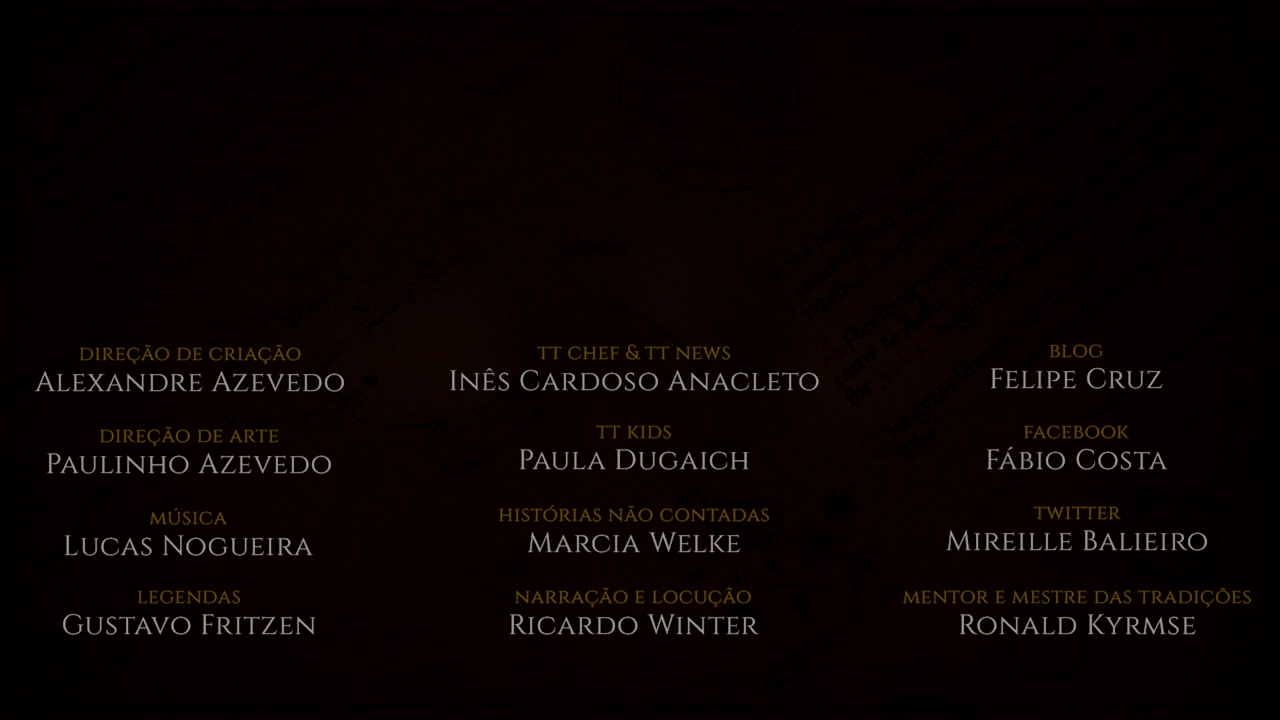 DIREÇÃO DE CRIAÇÃO
ALEXANDRE AZEVEDO
DIREÇÃO DE ARTE
PAULINHO AZEVEDO
MÚSICA
LUCAS NOGUEIRA
LEGENDAS
GUSTAVO FRITZEN
TT CHEF & TT NEWS
INÊS CARDOSO ANACLETO
TT KIDS
PAULA DUGAICH
HISTÓRIAS NÃO CONTADAS
MARCIA WELKE
NARRAÇÃO E LOCUÇÃO
RICARDO WINTER
BLOG
FELIPE CRUZ
FACEBOOK
FÁBIO COSTA
TWITTER
MIREILLE BALIEIRO
MENTOR E MESTRE DAS TRADIÇÕES
RONALD KYRMSE